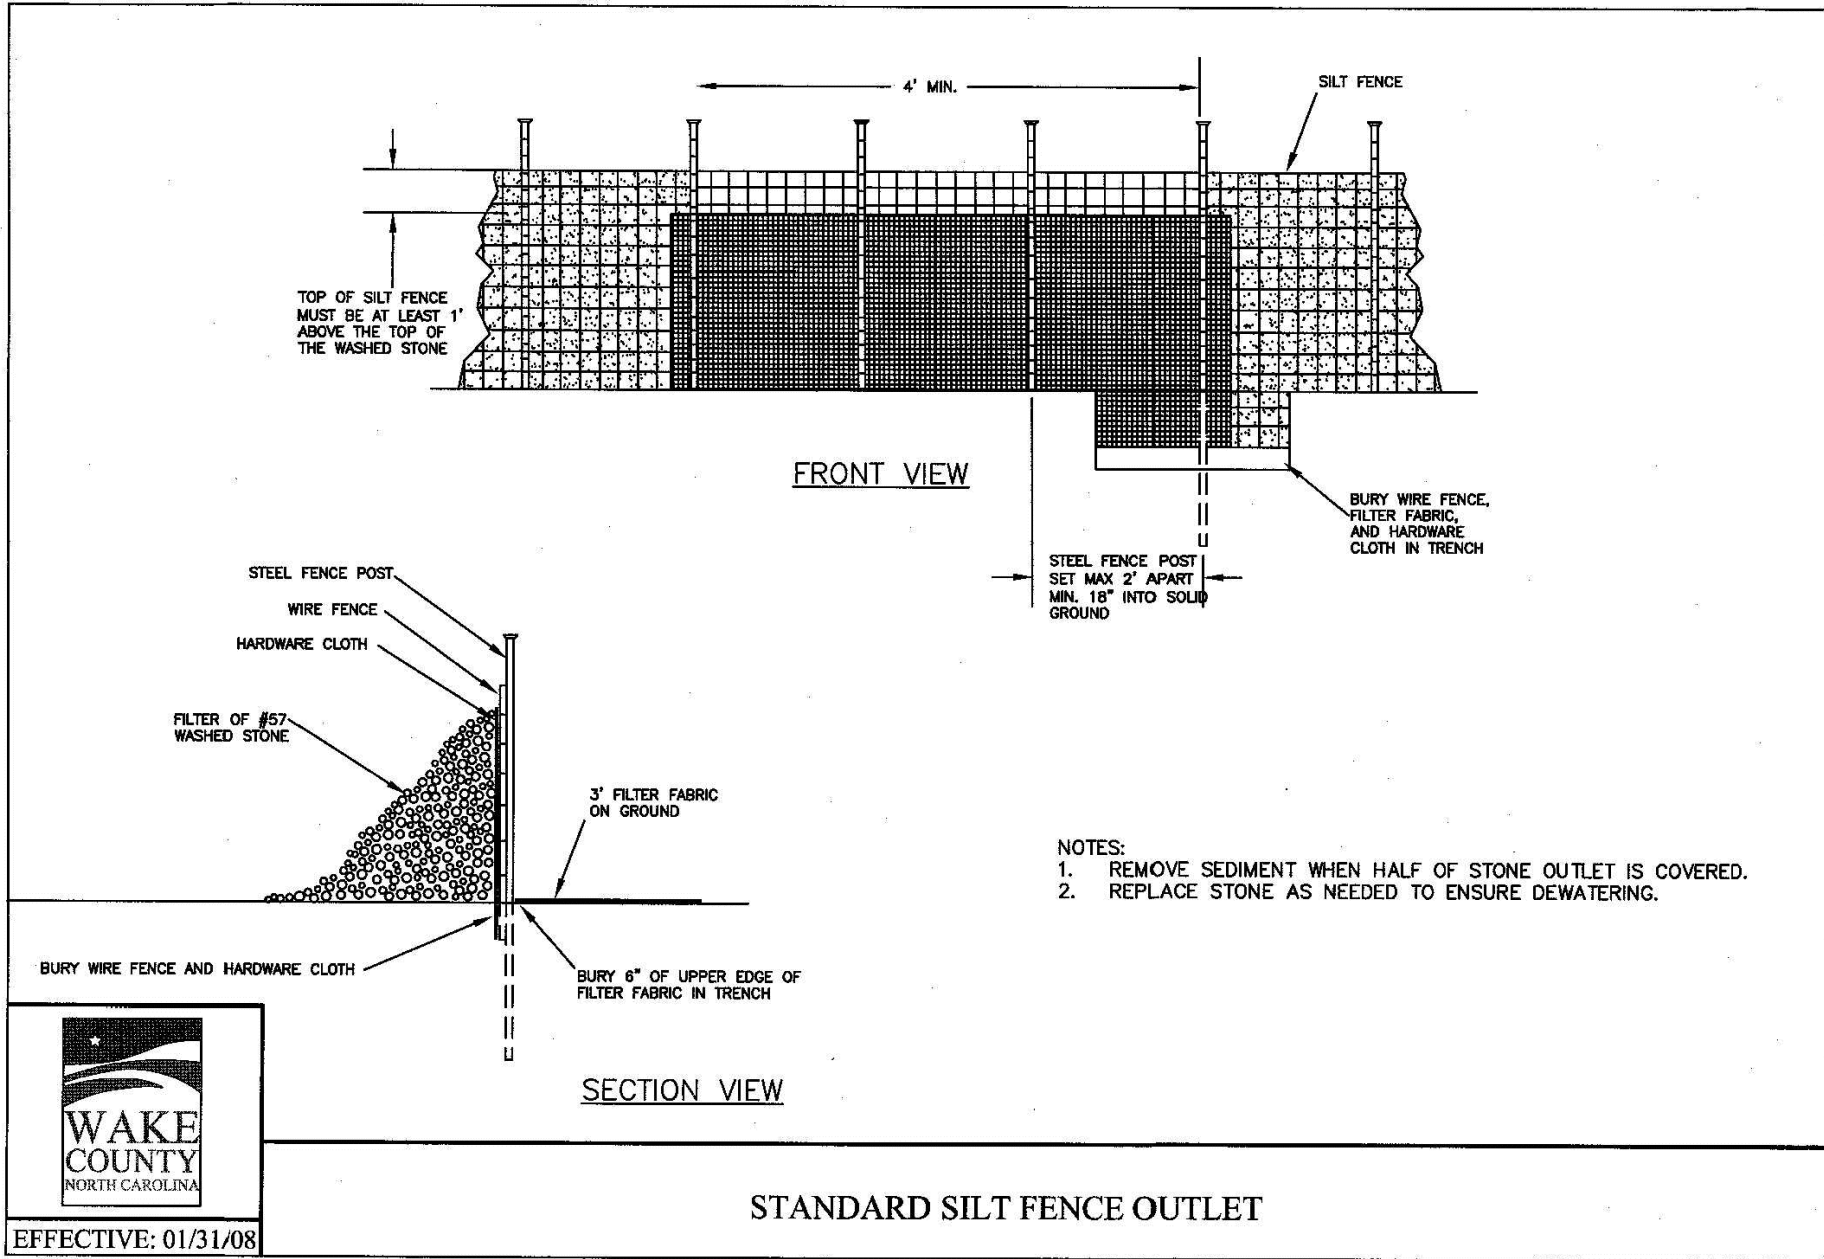 4' MIN.
SILT FENCE
TOP OF SILT FENCE
MUST BE AT LEAST 1'
ABOVE THE TOP OF
THE WASHED STONE
FRONT VIEW
BURY WIRE FENCE,
FILTER FABRIC,
AND HARDWARE
CLOTH IN TRENCH
STEEL FENCE POST
SET MAX 2' APART
MIN. 18" INTO SOLID
GROUND
STEEL FENCE POST
WIRE FENCE
HARDWARE CLOTH
FILTER OF #57
WASHED STONE
3' FILTER FABRIC
ON GROUND
BURY WIRE FENCE AND HARDWARE CLOTH
BURY 6" OF UPPER EDGE OF
FILTER FABRIC IN TRENCH
SECTION VIEW
NOTES:
1. REMOVE SEDIMENT WHEN HALF OF STONE OUTLET IS COVERED.
2. REPLACE STONE AS NEEDED TO ENSURE DEWATERING.
WAKE
COUNTY
NORTH CAROLINA
EFFECTIVE: 01/31/08
STANDARD SILT FENCE OUTLET